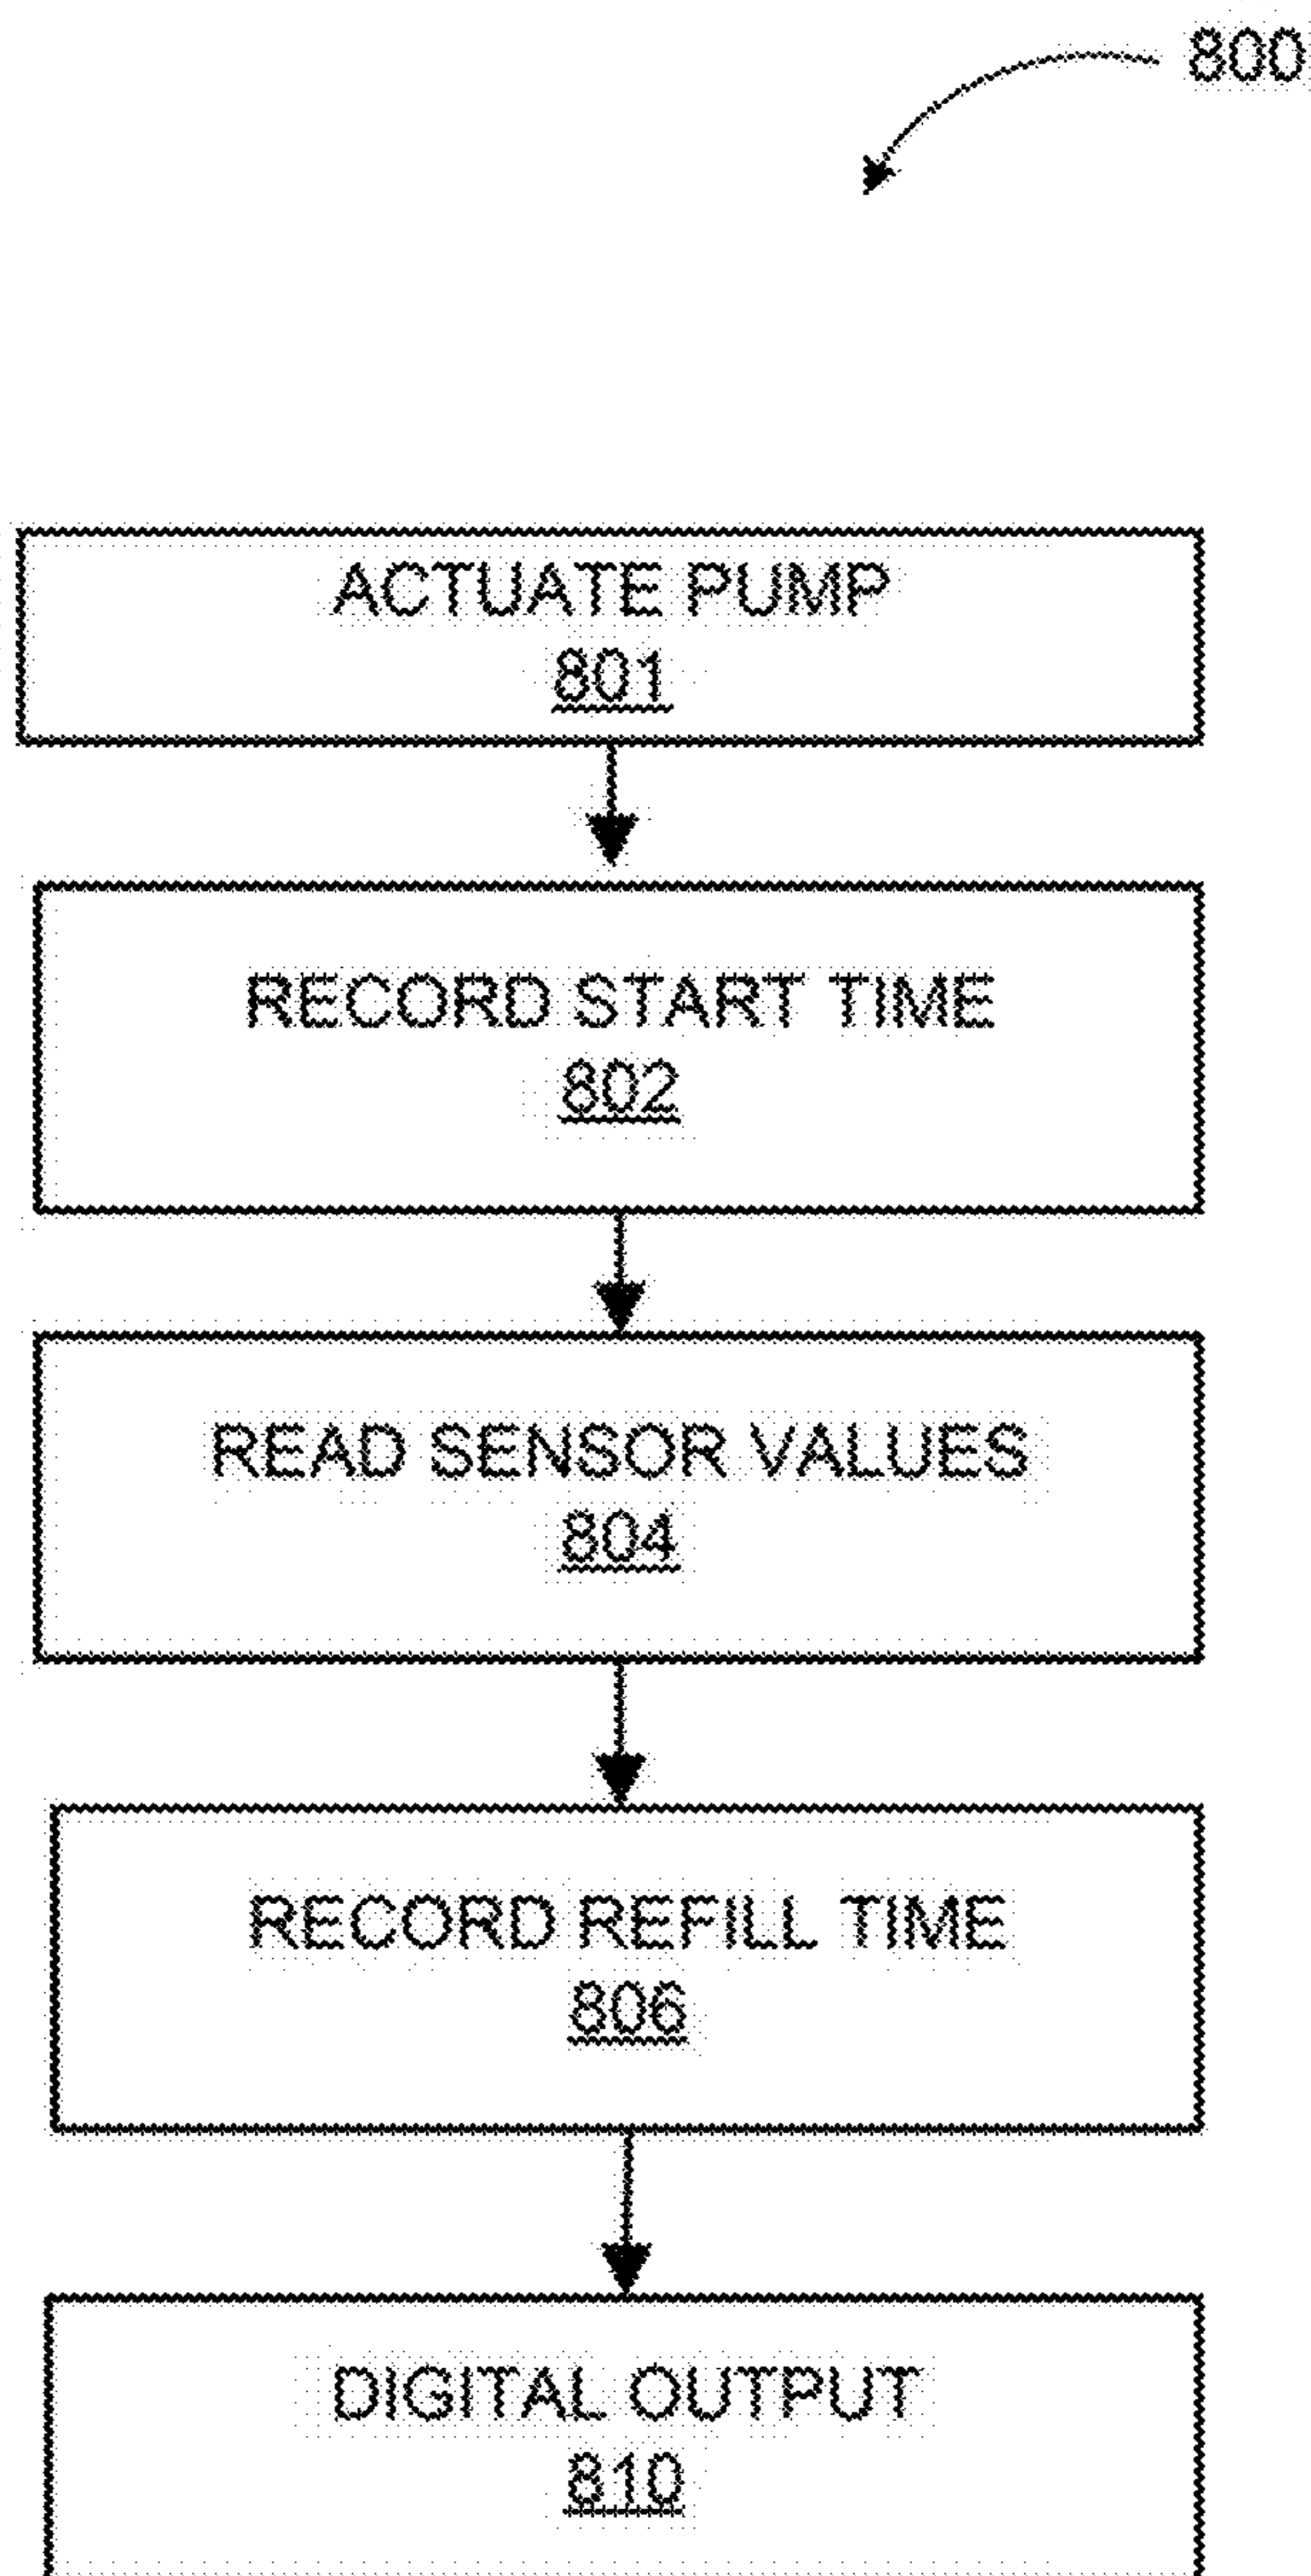 800
ACTUATE PUMP
801
RECORD START TIME
802
READ SENSOR VALUES
804
RECORD REFILL TIME
806
DIGITAL OUTPUT
810